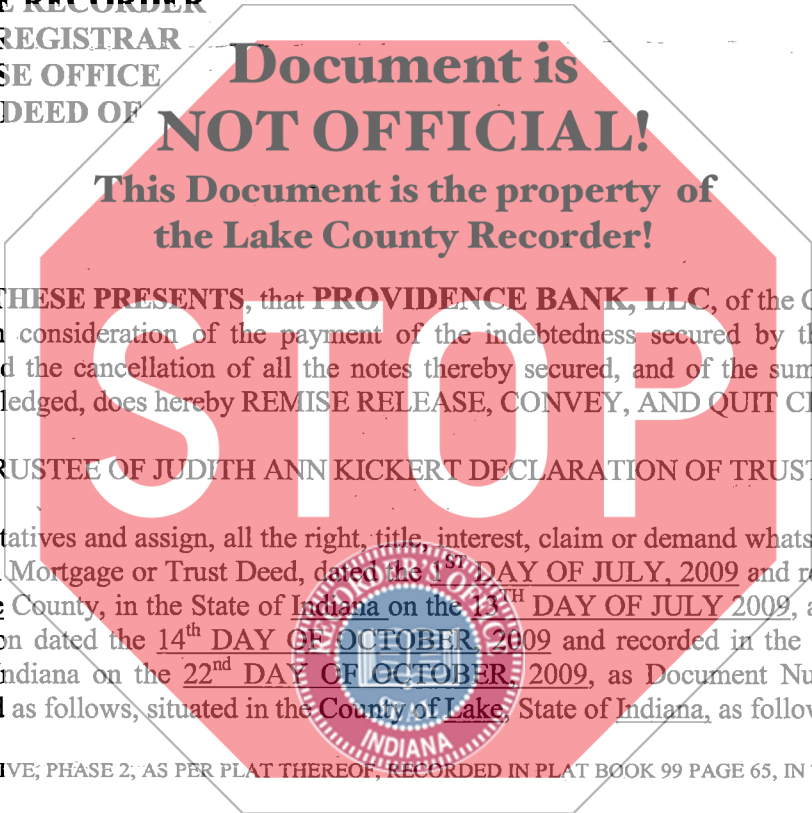 E RECORDER
REGISTRAR
SE OFFICE
DEED OF
Document is
NOT OFFICIAL!
This Document is the property of
the Lake County Recorder!
THESE PRESENTS, that PROVIDENCE BANK, LLC, of the C
n consideration of the payment of the indebtedness secured by th
d the cancellation of all the notes thereby secured, and of the sum
ledged, does hereby REMISE RELEASE, CONVEY, AND QUIT CL
STOP
RUSTEE OF JUDITH ANN KICKERT DECLARATION OF TRUST
tatives and assign, all the right, title, interest, claim or demand whats
Mortgage or Trust Deed, dated the 1ST DAY OF JULY, 2009 and re
e County, in the State of Indiana on the 13TH DAY OF JULY 2009, a
on dated the 14th DAY OF OCTOBER, 2009 and recorded in the
ndiana on the 22nd DAY OF OCTOBER, 2009, as Document Nu
d as follows, situated in the County of Lake, State of Indiana, as follow
RECORDER'S OFFICE
SEAL
INDIANA
IVE, PHASE 2, AS PER PLAT THEREOF, RECORDED IN PLAT BOOK 99 PAGE 65, IN